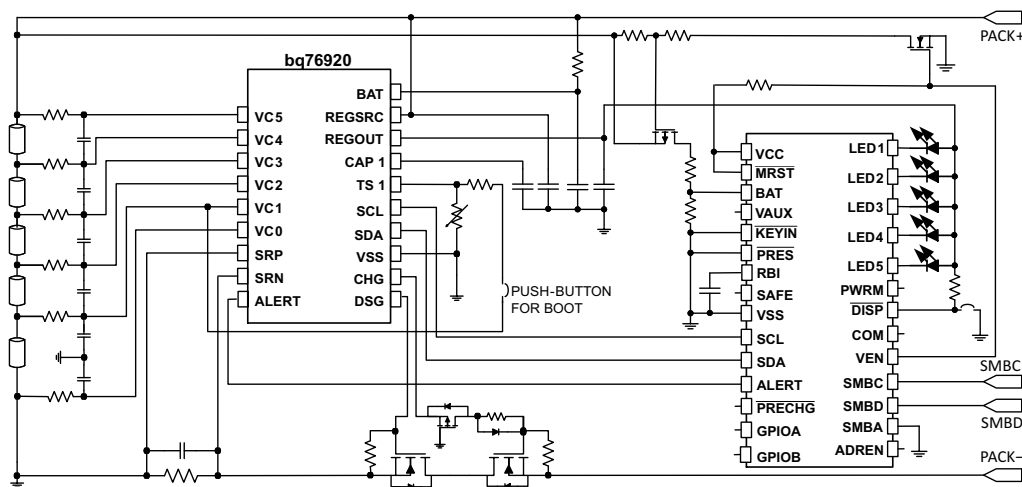 PACK+
bq76920
VC5
VC4
VC3
VC2
VC1
VC0
SRP
SRN
ALERT
BAT
REGSRC
REGOUT
CAP 1
TS 1
SCL
SDA
VSS
CHG
DSG
PUSH-BUTTON
FOR BOOT
VCC
MRST
BAT
VAUX
KEYIN
PRES
RBI
SAFE
VSS
SCL
SDA
ALERT
PRECHG
GPIOA
GPIOB
LED1
LED2
LED3
LED4
LED5
PWRM
DISP
COM
VEN
SMBC
SMBD
SMBA
ADREN
SMBC
SMBD
PACK–